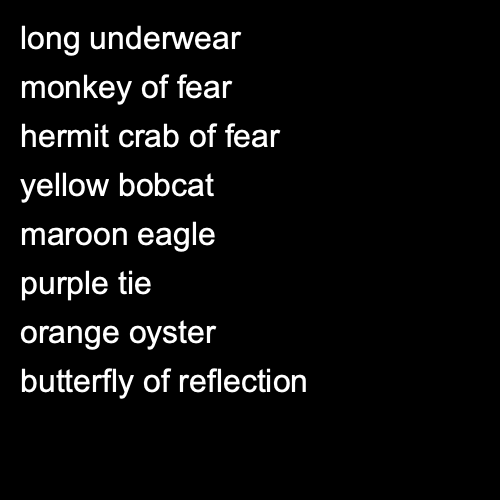 long underwear
monkey of fear
hermit crab of fear
yellow bobcat
maroon eagle
purple tie
orange oyster
butterfly of reflection